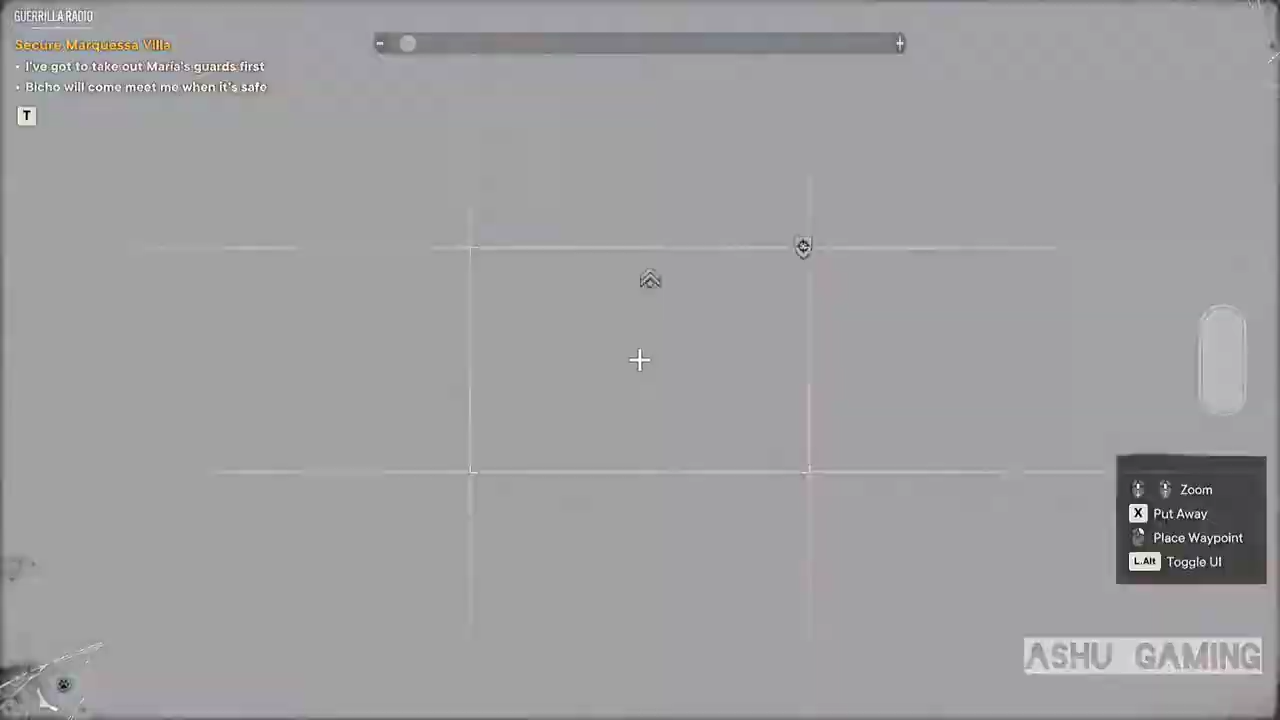 GUERRILLA RADIO
Secure Marquessa Villa
• I've got to take out María's guards first
• Bicho will come meet me when it's safe
T
Zoom
X Put Away
Place Waypoint
L.Alt Toggle UI
ASHU GAMING